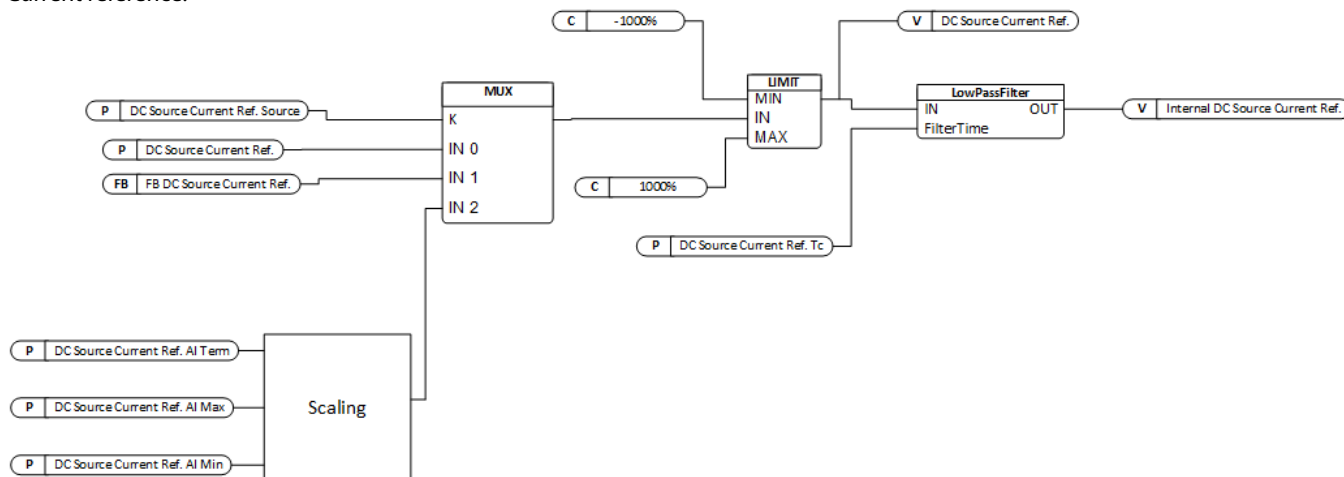 Current reference.
C -1000%
V DC Source Current Ref.
LIMIT
MIN
IN
MAX
MUX
K
IN 0
IN 1
IN 2
P DC Source Current Ref. Source
P DC Source Current Ref.
FB FB DC Source Current Ref.
LowPassFilter
IN OUT
FilterTime
V Internal DC Source Current Ref.
C 1000%
P DC Source Current Ref. Tc
P DC Source Current Ref. AI Term
P DC Source Current Ref. AI Max
Scaling
P DC Source Current Ref. AI Min